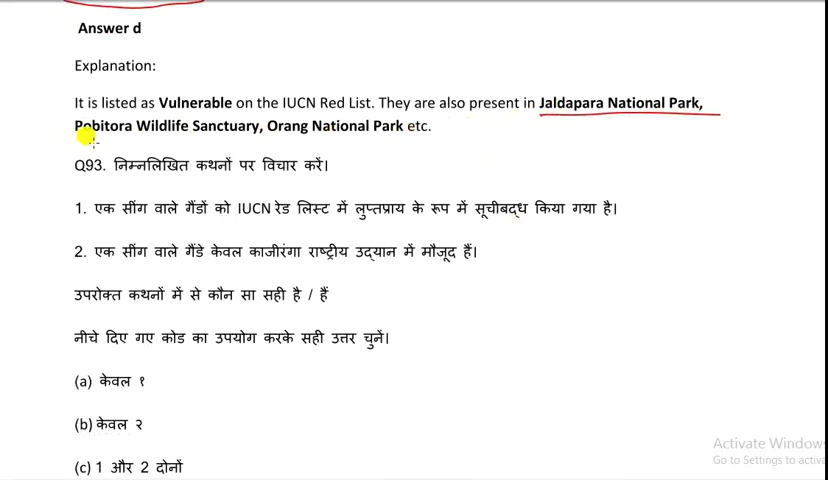 Answer d
Explanation:
It is listed as Vulnerable on the IUCN Red List. They are also present in Jaldapara National Park,
Pobitora Wildlife Sanctuary, Orang National Park etc.
Q93. निम्नलिखित कथनों पर विचार करें।
1. एक सींग वाले गैंडों को IUCN रेड लिस्ट में लुप्तप्राय के रूप में सूचीबद्ध किया गया है।
2. एक सींग वाले गैंडे केवल काजीरंगा राष्ट्रीय उद्यान में मौजूद हैं।
उपरोक्त कथनों में से कौन सा सही है / हैं
नीचे दिए गए कोड का उपयोग करके सही उत्तर चुनें।
(a) केवल १
(b) केवल २
(c) 1 और 2 दोनों
Activate Windows
Go to Settings to activa